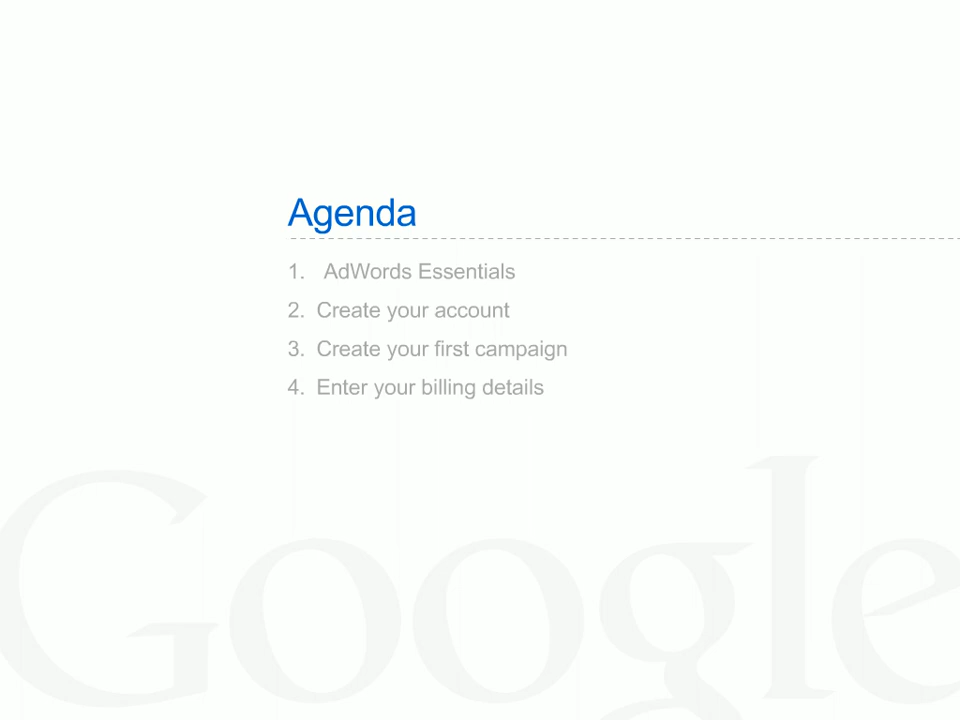 Agenda
1. AdWords Essentials
2. Create your account
3. Create your first campaign
4. Enter your billing details
Google